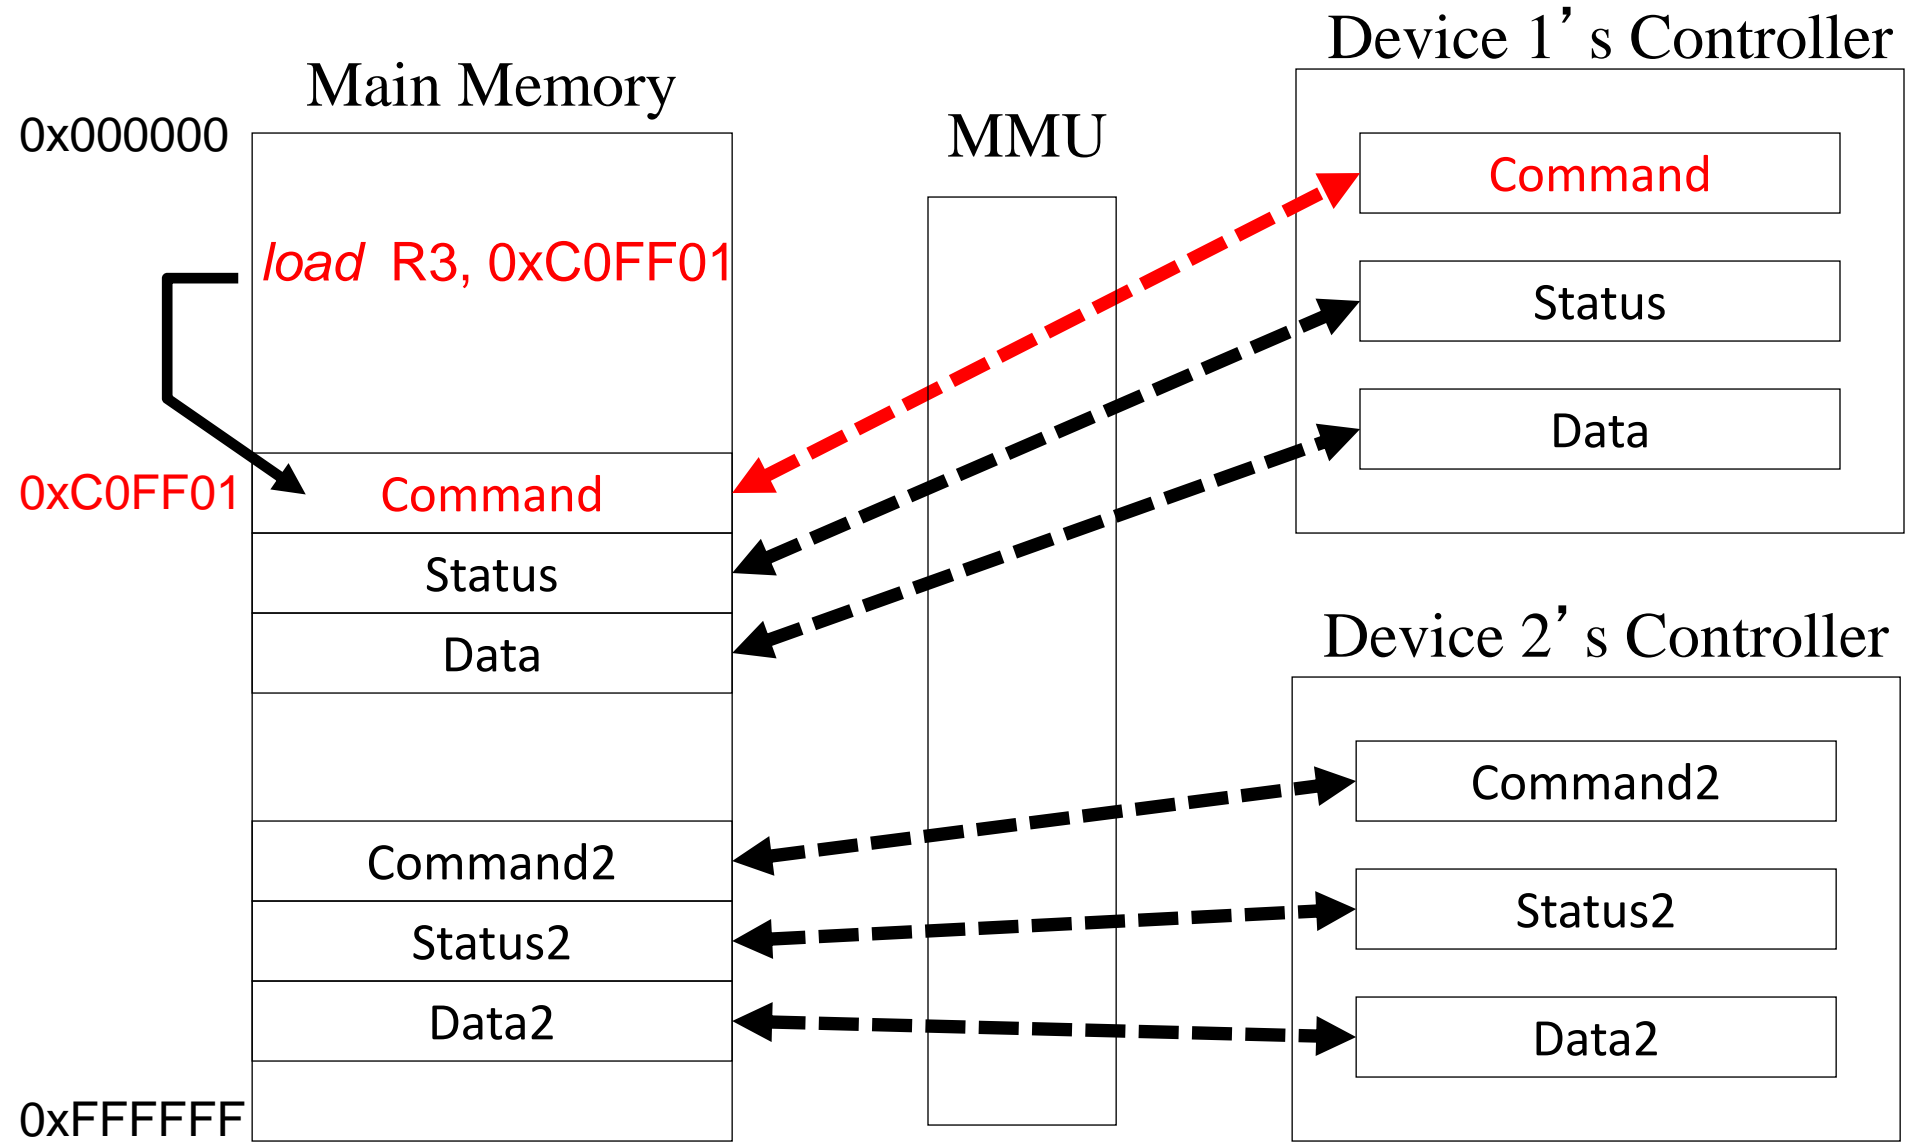 Main Memory
0x000000
load R3, 0xC0FF01
0xC0FF01
Command
Status
Data
Command2
Status2
Data2
0xFFFFFF
MMU
Device 1’s Controller
Command
Status
Data
Device 2’s Controller
Command2
Status2
Data2